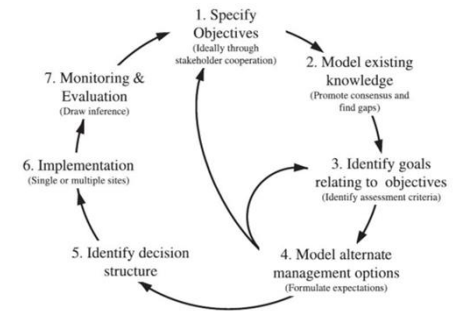 1. Specify
Objectives
(Ideally through
stakeholder cooperation)
2. Model existing
knowledge
(Promote consensus and
find gaps)
3. Identify goals
relating to objectives
(Identify assessment criteria)
4. Model alternate
management options
(Formulate expectations)
5. Identify decision
structure
6. Implementation
(Single or multiple sites)
7. Monitoring &
Evaluation
(Draw inference)